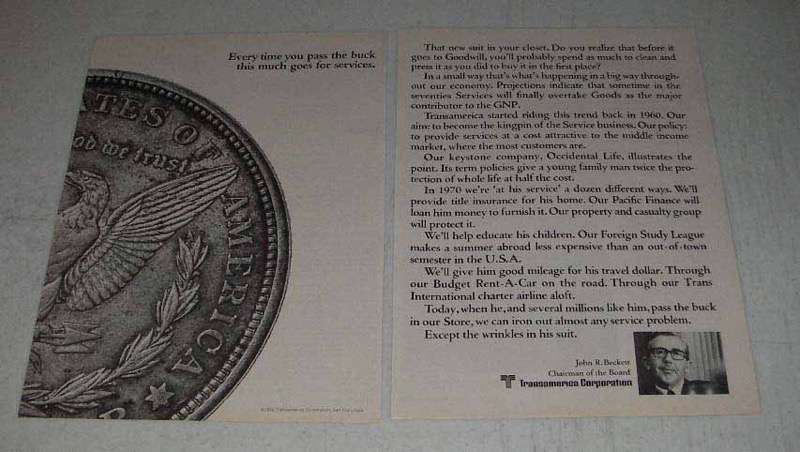 Every time you pass the buck
this much goes for services.
TATES OF AMERICA
od we trust
That new suit in your closet. Do you realize that before it
goes to Goodwill, you'll probably spend as much to clean and
press it as you did to buy it in the first place?
In a small way that's what's happening in a big way through-
out our economy. Projections indicate that sometime in the
seventies Services will finally overtake Goods as the major
contributor to the GNP.
Transamerica started riding this trend back in 1960. Our
aim: to become the kingpin of the Service business. Our policy:
to provide services at a cost attractive to the middle income
market, where the most customers are.
Our keystone company, Occidental Life, illustrates the
point. Its term policies give a young family man twice the pro-
tection of whole life at half the cost.
In 1970 we're 'at his service' a dozen different ways. We'll
provide title insurance for his home. Our Pacific Finance will
loan him money to furnish it. Our property and casualty group
will protect it.
We'll help educate his children. Our Foreign Study League
makes a summer abroad less expensive than an out-of-town
semester in the U.S.A.
We'll give him good mileage for his travel dollar. Through
our Budget Rent-A-Car on the road. Through our Trans
International charter airline aloft.
Today, when he, and several millions like him, pass the buck
in our Store, we can iron out almost any service problem.
Except the wrinkles in his suit.
John R. Beckett
Chairman of the Board
Transamerica Corporation